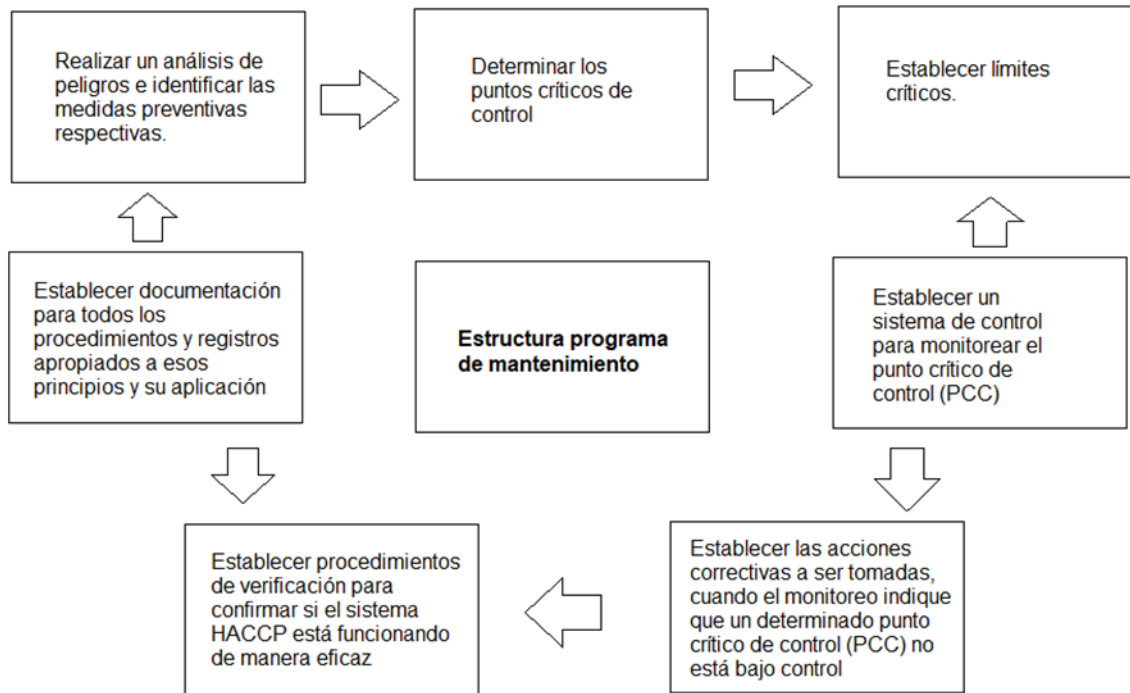 Realizar un análisis de
peligros e identificar las
medidas preventivas
respectivas.
Determinar los
puntos críticos de
control
Establecer límites
críticos.
Establecer documentación
para todos los
procedimientos y registros
apropiados a esos
principios y su aplicación
Estructura programa
de mantenimiento
Establecer un
sistema de control
para monitorear el
punto crítico de
control (PCC)
Establecer procedimientos
de verificación para
confirmar si el sistema
HACCP está funcionando
de manera eficaz
Establecer las acciones
correctivas a ser tomadas,
cuando el monitoreo indique
que un determinado punto
crítico de control (PCC) no
está bajo control